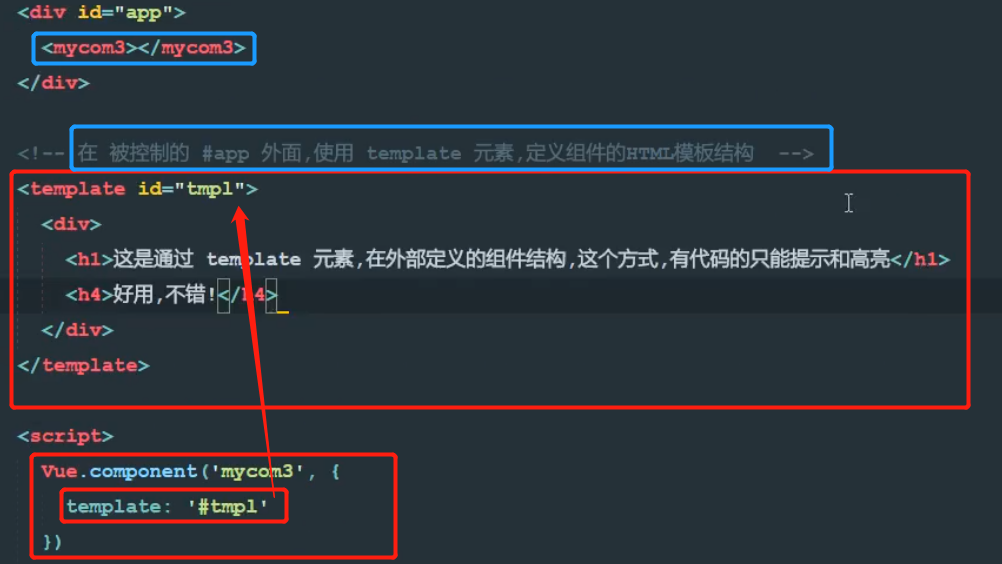 <div id="app">
<mycom3></mycom3>
</div>
<!-- 在 被控制的 #app 外面,使用 template 元素,定义组件的HTML模板结构 -->
<template id="tmpl">
<div>
<h1>这是通过 template 元素,在外部定义的组件结构,这个方式,有代码的只能提示和高亮</h1>
<h4>好用,不错!</h4>
</div>
</template>
<script>
Vue.component('mycom3', {
template: '#tmpl'
})